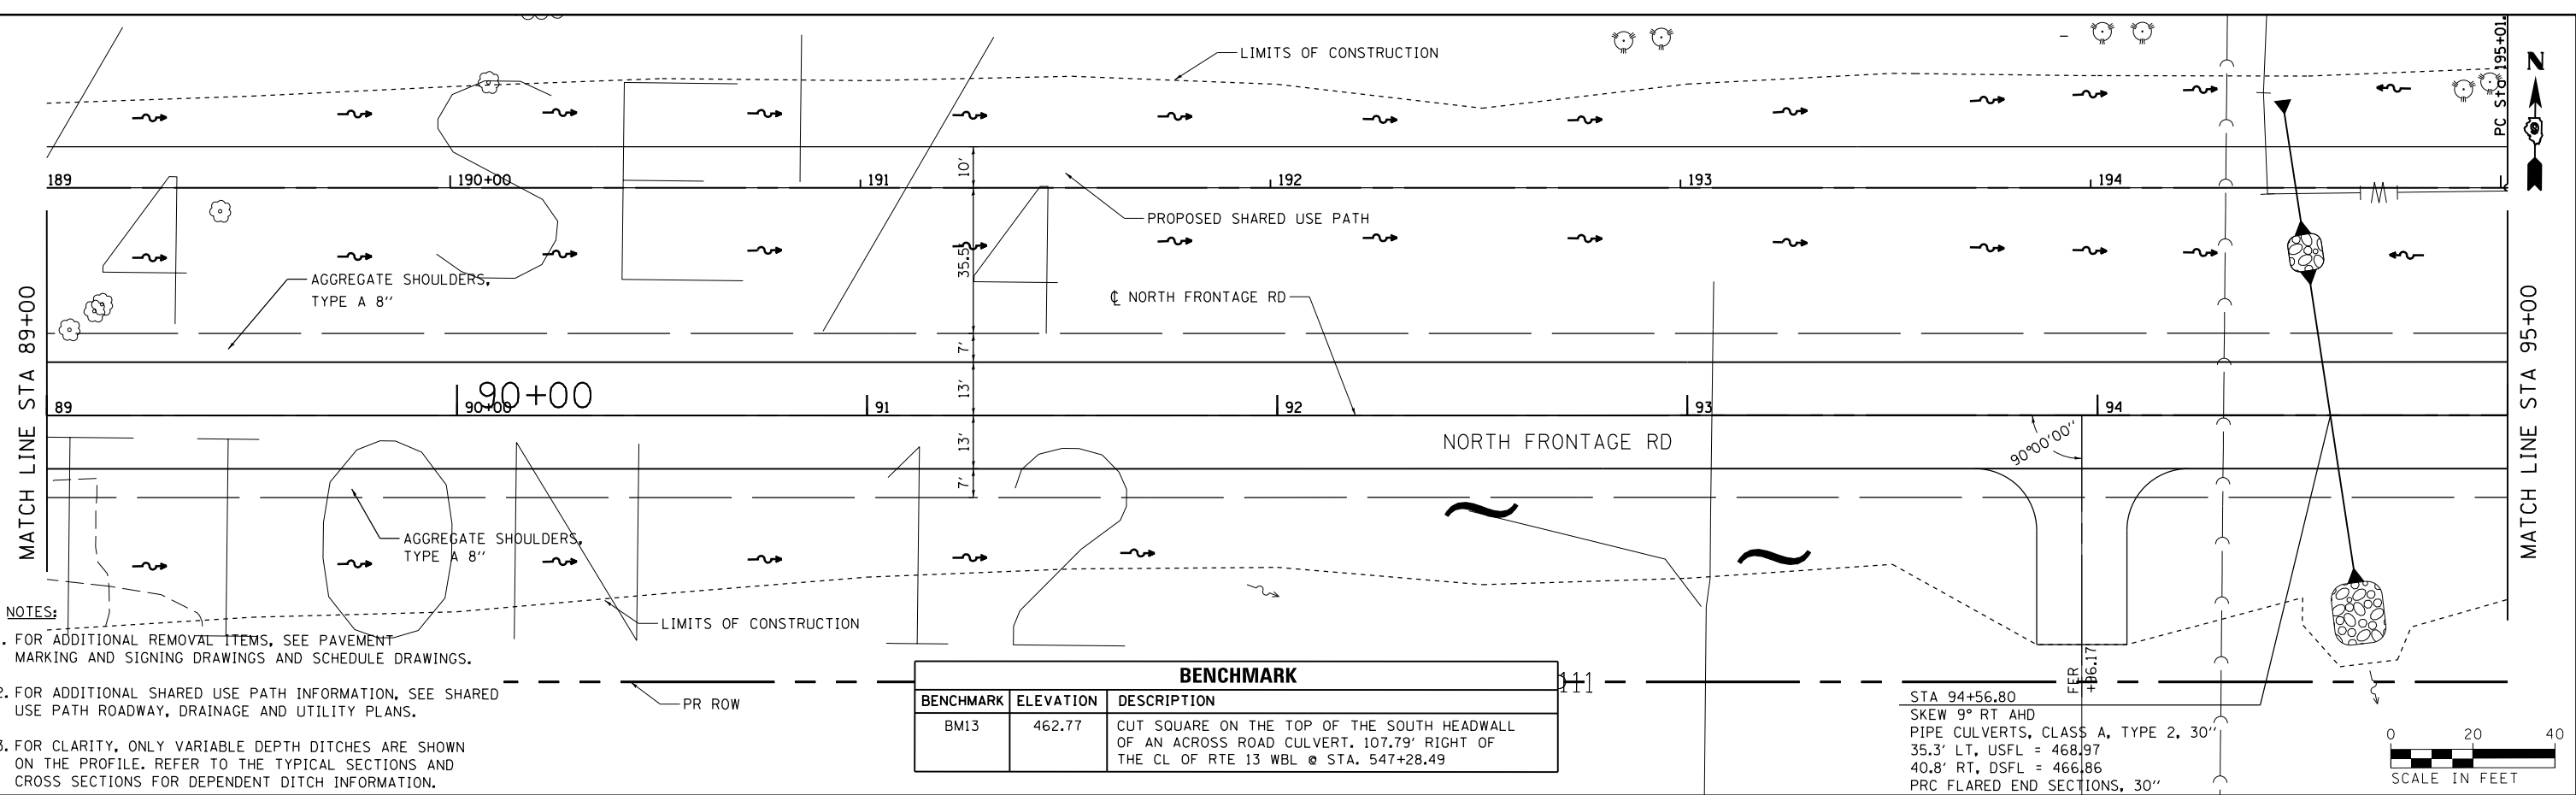 LIMITS OF CONSTRUCTION
PC Sta 195+01.
N
189
190+00
191
192
193
194
10'
35.5'
7'
13'
13'
7'
PROPOSED SHARED USE PATH
AGGREGATE SHOULDERS,
TYPE A 8"
℄ NORTH FRONTAGE RD
MATCH LINE STA 89+00
MATCH LINE STA 95+00
SECTION 12
90+00
89
90+00
91
92
93
94
NORTH FRONTAGE RD
90°00'00"
AGGREGATE SHOULDERS,
TYPE A 8"
LIMITS OF CONSTRUCTION
NOTES:
. FOR ADDITIONAL REMOVAL ITEMS, SEE PAVEMENT
MARKING AND SIGNING DRAWINGS AND SCHEDULE DRAWINGS.
2. FOR ADDITIONAL SHARED USE PATH INFORMATION, SEE SHARED
USE PATH ROADWAY, DRAINAGE AND UTILITY PLANS.
3. FOR CLARITY, ONLY VARIABLE DEPTH DITCHES ARE SHOWN
ON THE PROFILE. REFER TO THE TYPICAL SECTIONS AND
CROSS SECTIONS FOR DEPENDENT DITCH INFORMATION.
PR ROW
BENCHMARK
BENCHMARK ELEVATION DESCRIPTION
BM13 462.77 CUT SQUARE ON THE TOP OF THE SOUTH HEADWALL
OF AN ACROSS ROAD CULVERT. 107.79' RIGHT OF
THE CL OF RTE 13 WBL @ STA. 547+28.49
111
FER
+96.17
STA 94+56.80
SKEW 9° RT AHD
PIPE CULVERTS, CLASS A, TYPE 2, 30"
35.3' LT, USFL = 468.97
40.8' RT, DSFL = 466.86
PRC FLARED END SECTIONS, 30"
0 20 40
SCALE IN FEET